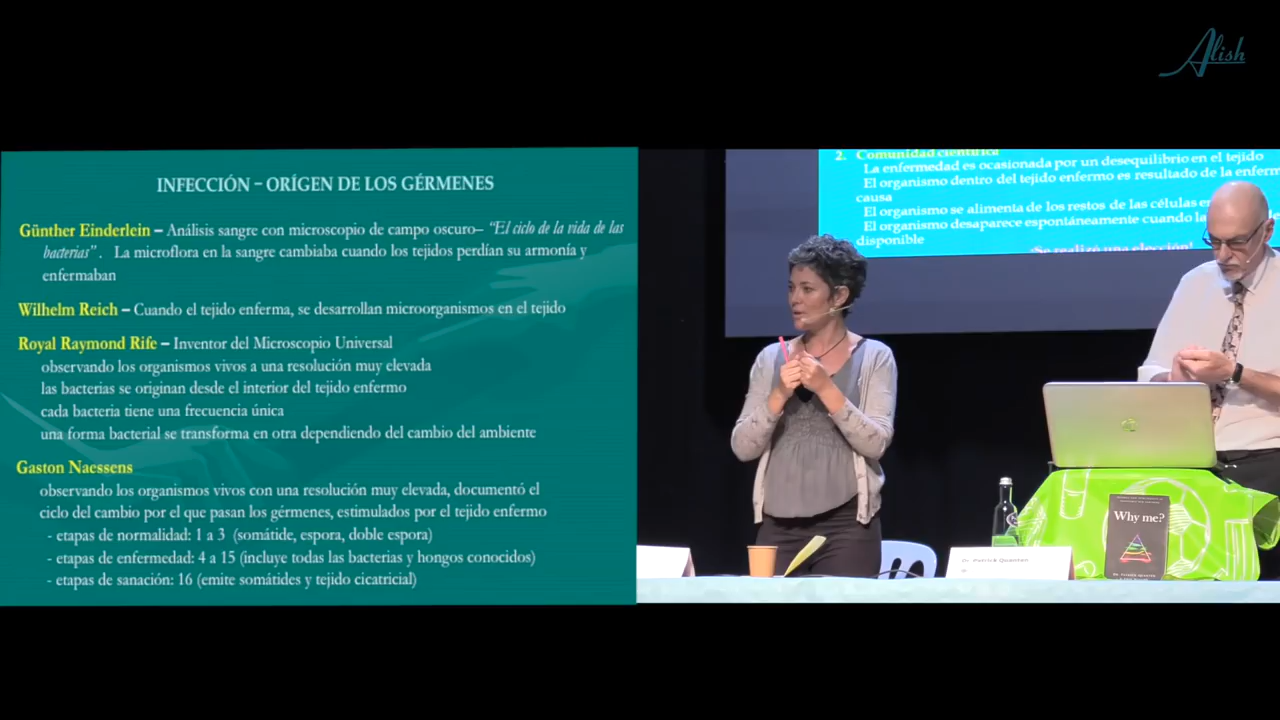 Alish
INFECCIÓN – ORÍGEN DE LOS GÉRMENES
Günther Einderlein – Análisis sangre con microscopio de campo oscuro– “El ciclo de la vida de las
bacterias” . La microflora en la sangre cambiaba cuando los tejidos perdían su armonía y
enfermaban
Wilhelm Reich – Cuando el tejido enferma, se desarrollan microorganismos en el tejido
Royal Raymond Rife – Inventor del Microscopio Universal
observando los organismos vivos a una resolución muy elevada
las bacterias se originan desde el interior del tejido enfermo
cada bacteria tiene una frecuencia única
una forma bacterial se transforma en otra dependiendo del cambio del ambiente
Gaston Naessens
observando los organismos vivos con una resolución muy elevada, documentó el
ciclo del cambio por el que pasan los gérmenes, estimulados por el tejido enfermo
- etapas de normalidad: 1 a 3 (somátide, espora, doble espora)
- etapas de enfermedad: 4 a 15 (incluye todas las bacterias y hongos conocidos)
- etapas de sanación: 16 (emite somátides y tejido cicatricial)
2. Comunidad científica
La enfermedad es ocasionada por un desequilibrio en el tejido
El organismo dentro del tejido enfermo es resultado de la
causa
El organismo se alimenta de los restos de las células
El organismo desaparece espontáneamente cuando
disponible
¡Se realizó una elección!
Why me?
Dr. Patrick Quanten